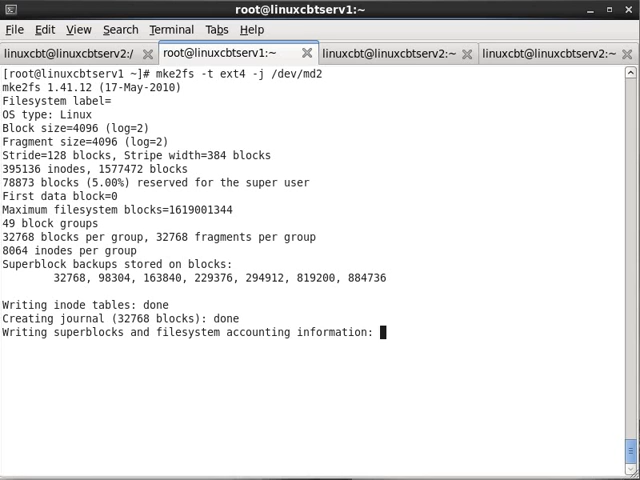 root@linuxcbtserv1:~
File Edit View Search Terminal Tabs Help
linuxcbt@linuxcbtserv2:/ root@linuxcbtserv1:~ linuxcbt@linuxcbtserv2:~ linuxcbt@linuxcbtserv2:~
[root@linuxcbtserv1 ~]# mke2fs -t ext4 -j /dev/md2
mke2fs 1.41.12 (17-May-2010)
Filesystem label=
OS type: Linux
Block size=4096 (log=2)
Fragment size=4096 (log=2)
Stride=128 blocks, Stripe width=384 blocks
395136 inodes, 1577472 blocks
78873 blocks (5.00%) reserved for the super user
First data block=0
Maximum filesystem blocks=1619001344
49 block groups
32768 blocks per group, 32768 fragments per group
8064 inodes per group
Superblock backups stored on blocks:
32768, 98304, 163840, 229376, 294912, 819200, 884736
Writing inode tables: done
Creating journal (32768 blocks): done
Writing superblocks and filesystem accounting information: